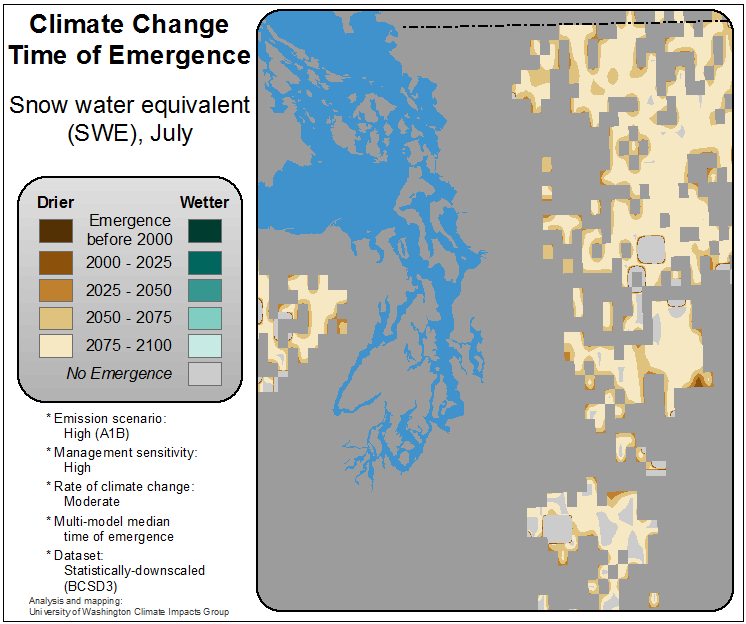 Climate Change
Time of Emergence
Snow water equivalent
(SWE), July
Drier Wetter
Emergence
before 2000
2000 - 2025
2025 - 2050
2050 - 2075
2075 - 2100
No Emergence
* Emission scenario:
High (A1B)
* Management sensitivity:
High
* Rate of climate change:
Moderate
* Multi-model median
time of emergence
* Dataset:
Statistically-downscaled
(BCSD3)
Analysis and mapping:
University of Washington Climate Impacts Group